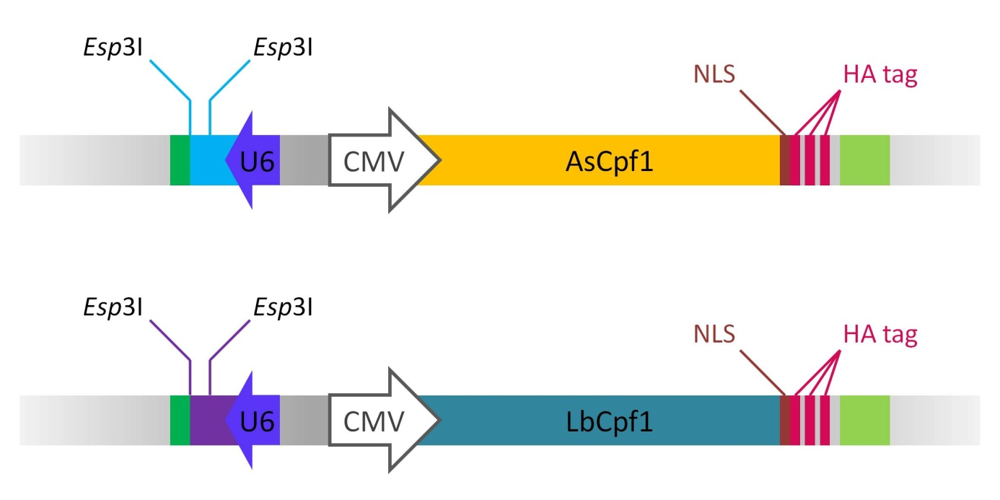 Esp3I Esp3I
NLS HA tag
U6 CMV AsCpf1
Esp3I Esp3I
NLS HA tag
U6 CMV LbCpf1